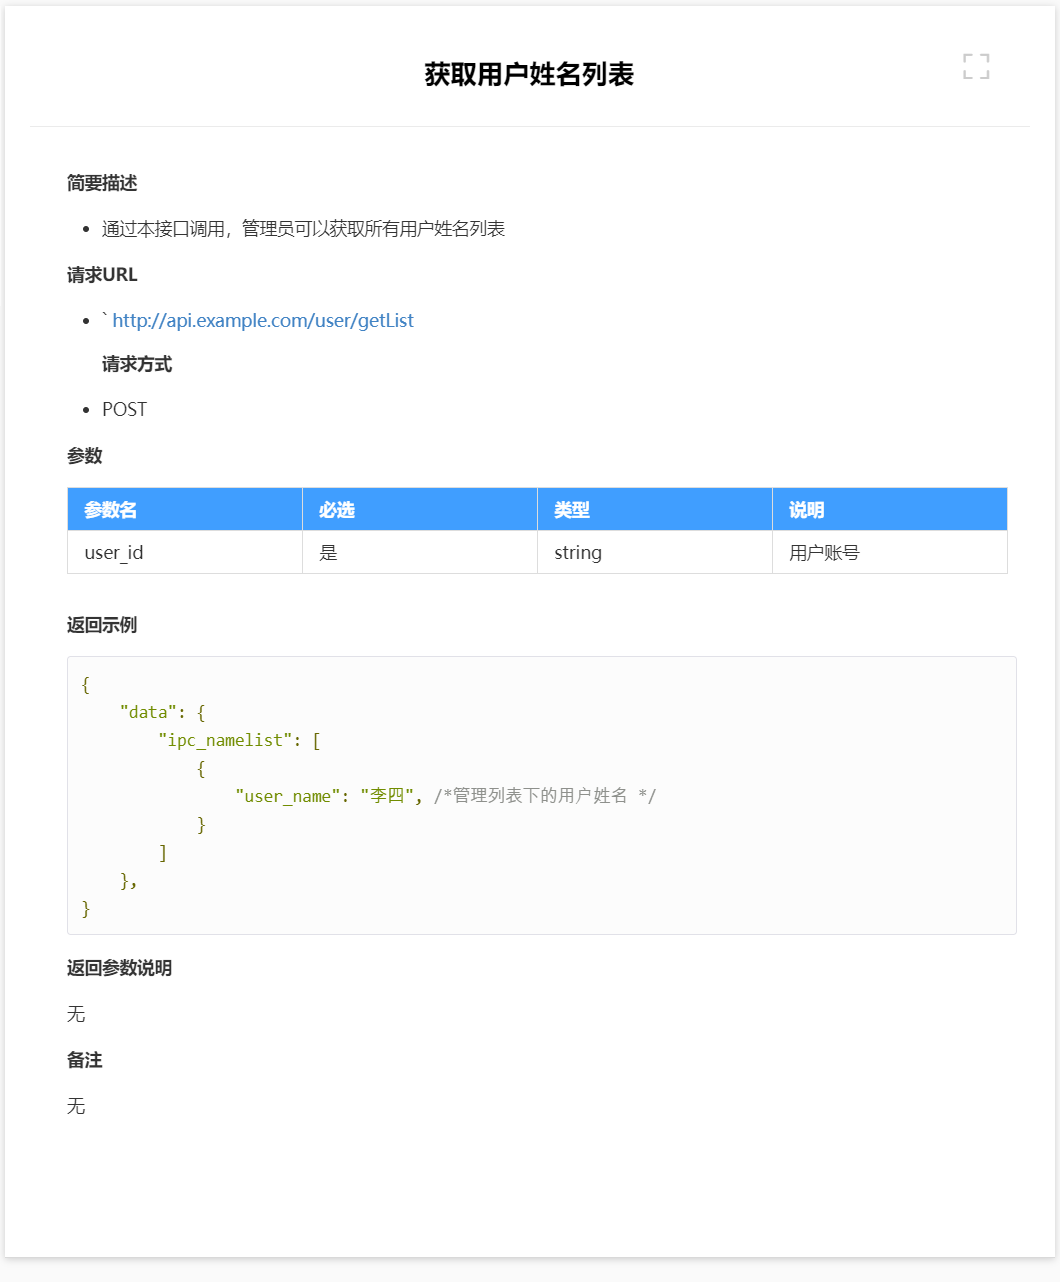 获取用户姓名列表
简要描述
• 通过本接口调用，管理员可以获取所有用户姓名列表
请求URL
• ` http://api.example.com/user/getList
请求方式
• POST
参数
参数名 必选 类型 说明
user_id 是 string 用户账号
返回示例
{
    "data": {
        "ipc_namelist": [
            {
                "user_name": "李四", /*管理列表下的用户姓名 */
            }
        ]
    },
}
返回参数说明
无
备注
无